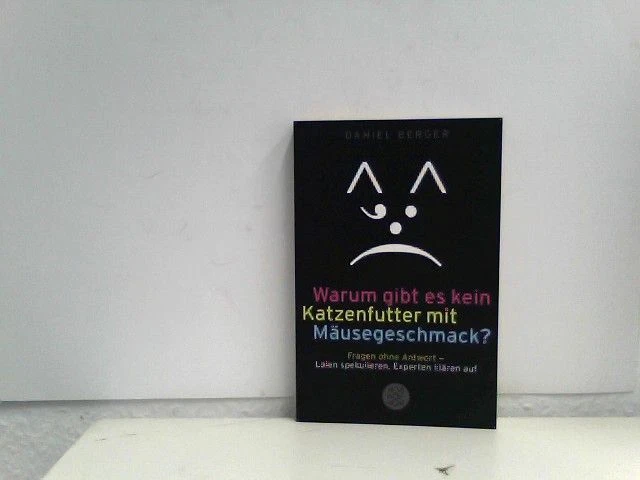 DANIEL BERGER
Warum gibt es kein
Katzenfutter mit
Mäusegeschmack?
Fragen ohne Antwort –
Laien spekulieren, Experten klären auf